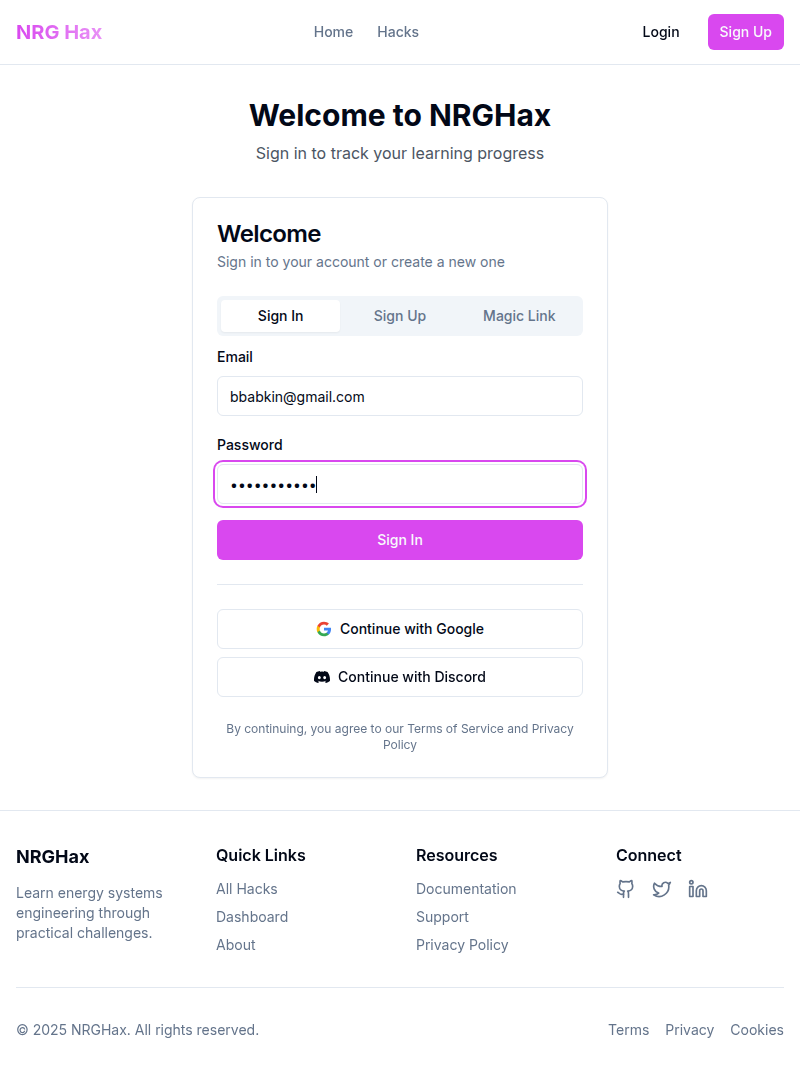 NRG Hax
Home
Hacks
Login
Sign Up
Welcome to NRGHax
Sign in to track your learning progress
Welcome
Sign in to your account or create a new one
Sign In
Sign Up
Magic Link
Email
bbabkin@gmail.com
Password
•••••••••••
Sign In
Continue with Google
Continue with Discord
By continuing, you agree to our Terms of Service and Privacy
Policy
NRGHax
Learn energy systems
engineering through
practical challenges.
Quick Links
All Hacks
Dashboard
About
Resources
Documentation
Support
Privacy Policy
Connect
© 2025 NRGHax. All rights reserved.
Terms
Privacy
Cookies